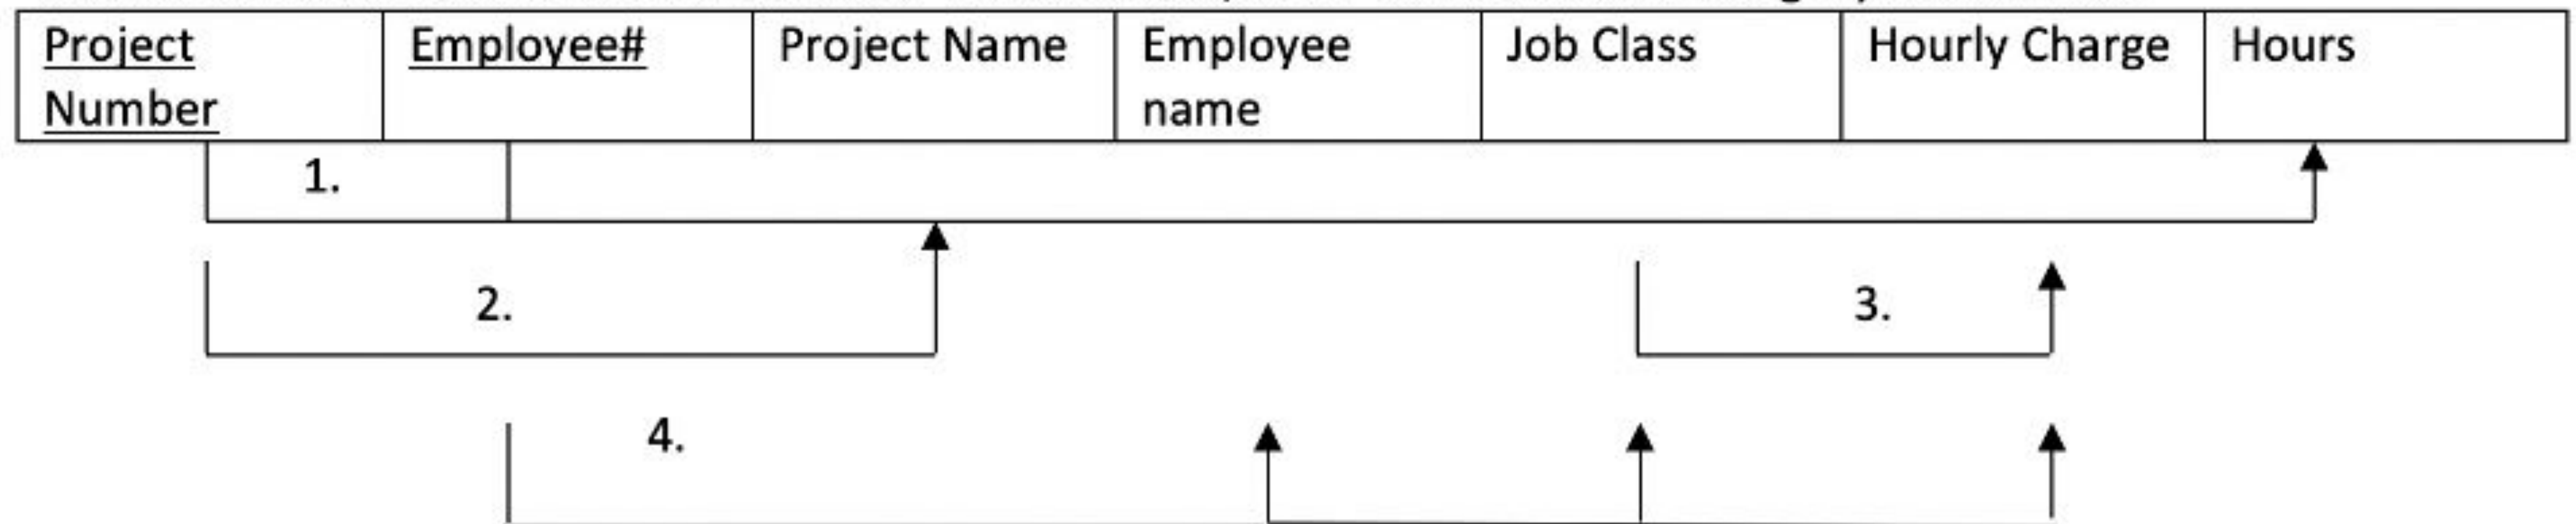 Project Number
Employee#
Project Name
Employee name
Job Class
Hourly Charge
Hours
1.
2.
3.
4.